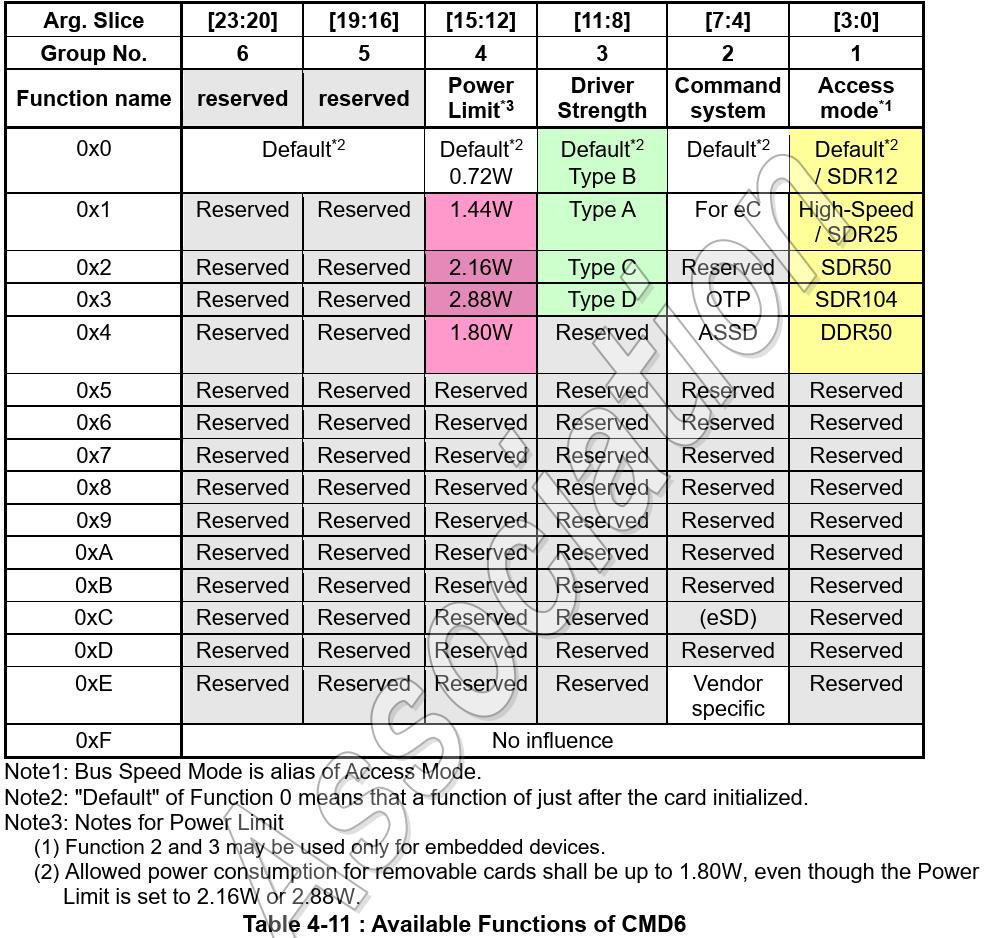 Arg. Slice [23:20] [19:16] [15:12] [11:8] [7:4] [3:0]
Group No. 6 5 4 3 2 1
Function name reserved reserved Power Limit*3 Driver Strength Command system Access mode*1
0x0 Default*2 Default*2 0.72W Default*2 Type B Default*2 Default*2 / SDR12
0x1 Reserved Reserved 1.44W Type A For eC High-Speed / SDR25
0x2 Reserved Reserved 2.16W Type C Reserved SDR50
0x3 Reserved Reserved 2.88W Type D OTP SDR104
0x4 Reserved Reserved 1.80W Reserved ASSD DDR50
0x5 Reserved Reserved Reserved Reserved Reserved Reserved
0x6 Reserved Reserved Reserved Reserved Reserved Reserved
0x7 Reserved Reserved Reserved Reserved Reserved Reserved
0x8 Reserved Reserved Reserved Reserved Reserved Reserved
0x9 Reserved Reserved Reserved Reserved Reserved Reserved
0xA Reserved Reserved Reserved Reserved Reserved Reserved
0xB Reserved Reserved Reserved Reserved Reserved Reserved
0xC Reserved Reserved Reserved Reserved (eSD) Reserved
0xD Reserved Reserved Reserved Reserved Reserved Reserved
0xE Reserved Reserved Reserved Reserved Vendor specific Reserved
0xF No influence
Note1: Bus Speed Mode is alias of Access Mode.
Note2: "Default" of Function 0 means that a function of just after the card initialized.
Note3: Notes for Power Limit
(1) Function 2 and 3 may be used only for embedded devices.
(2) Allowed power consumption for removable cards shall be up to 1.80W, even though the Power
Limit is set to 2.16W or 2.88W.
Table 4-11 : Available Functions of CMD6
Association